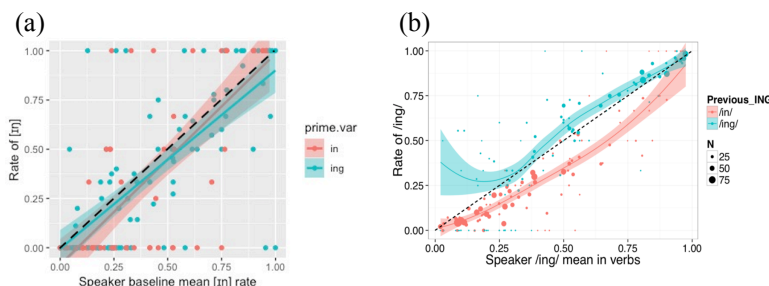 (a)
1.00
0.75
0.50
0.25
0.00
Rate of [ɪn]
0.00 0.25 0.50 0.75 1.00
Speaker baseline mean [ɪn] rate
prime.var
in
ing
(b)
1.00
0.75
0.50
0.25
0.00
Rate of /ing/
0.00 0.25 0.50 0.75 1.00
Speaker /ing/ mean in verbs
Previous_ING
/in/
/ing/
N
25
50
75